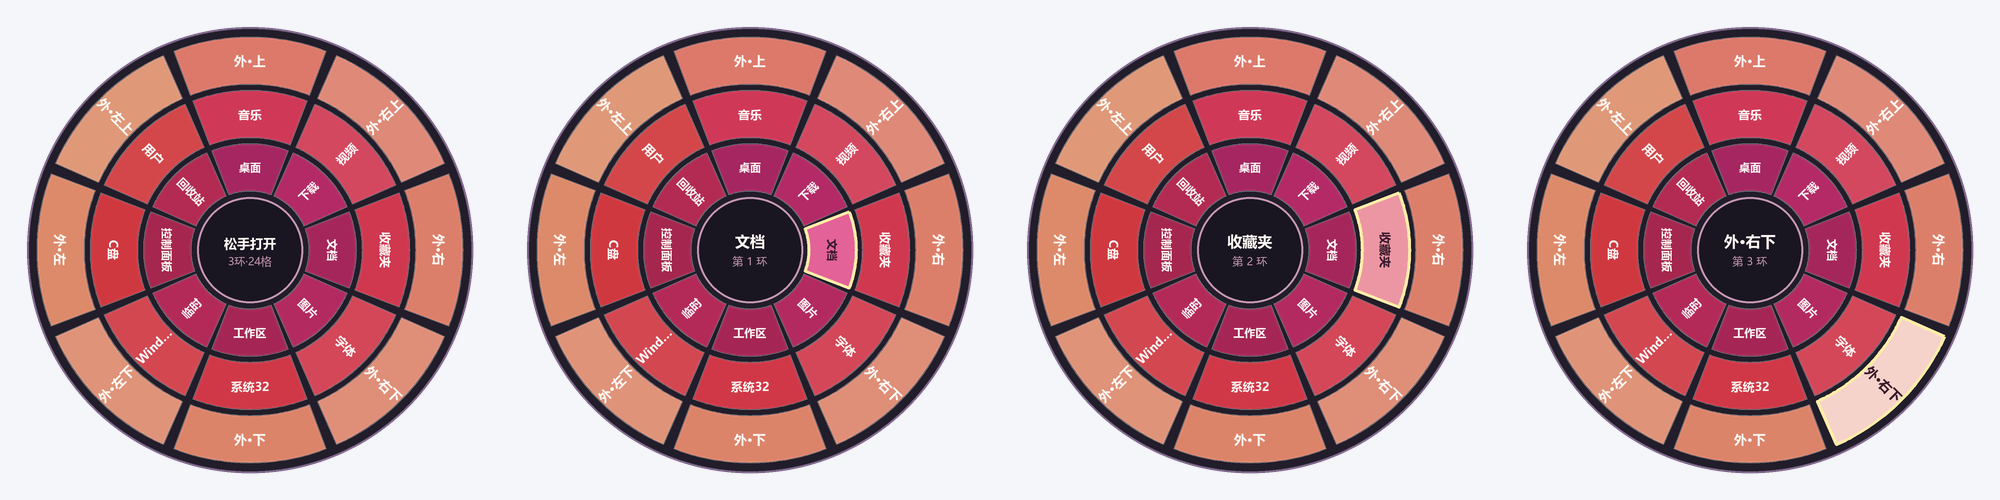 外•上
外•左上
外•右上
音乐
用户
视频
桌面
回收站
下载
外•左
C盘
控制面板
松手打开
3环·24格
文档
收藏夹
外•右
临时
图片
工作区
Wind...
字体
系统32
外•左下
外•右下
外•下
外•上
外•左上
外•右上
音乐
用户
视频
桌面
回收站
下载
外•左
C盘
控制面板
文档
第 1 环
文档
收藏夹
外•右
临时
图片
工作区
Wind...
字体
系统32
外•左下
外•右下
外•下
外•上
外•左上
外•右上
音乐
用户
视频
桌面
回收站
下载
外•左
C盘
控制面板
收藏夹
第 2 环
文档
收藏夹
外•右
临时
图片
工作区
Wind...
字体
系统32
外•左下
外•右下
外•下
外•上
外•左上
外•右上
音乐
用户
视频
桌面
回收站
下载
外•左
C盘
控制面板
外•右下
第 3 环
文档
收藏夹
外•右
临时
图片
工作区
Wind...
字体
系统32
外•左下
外•右下
外•下